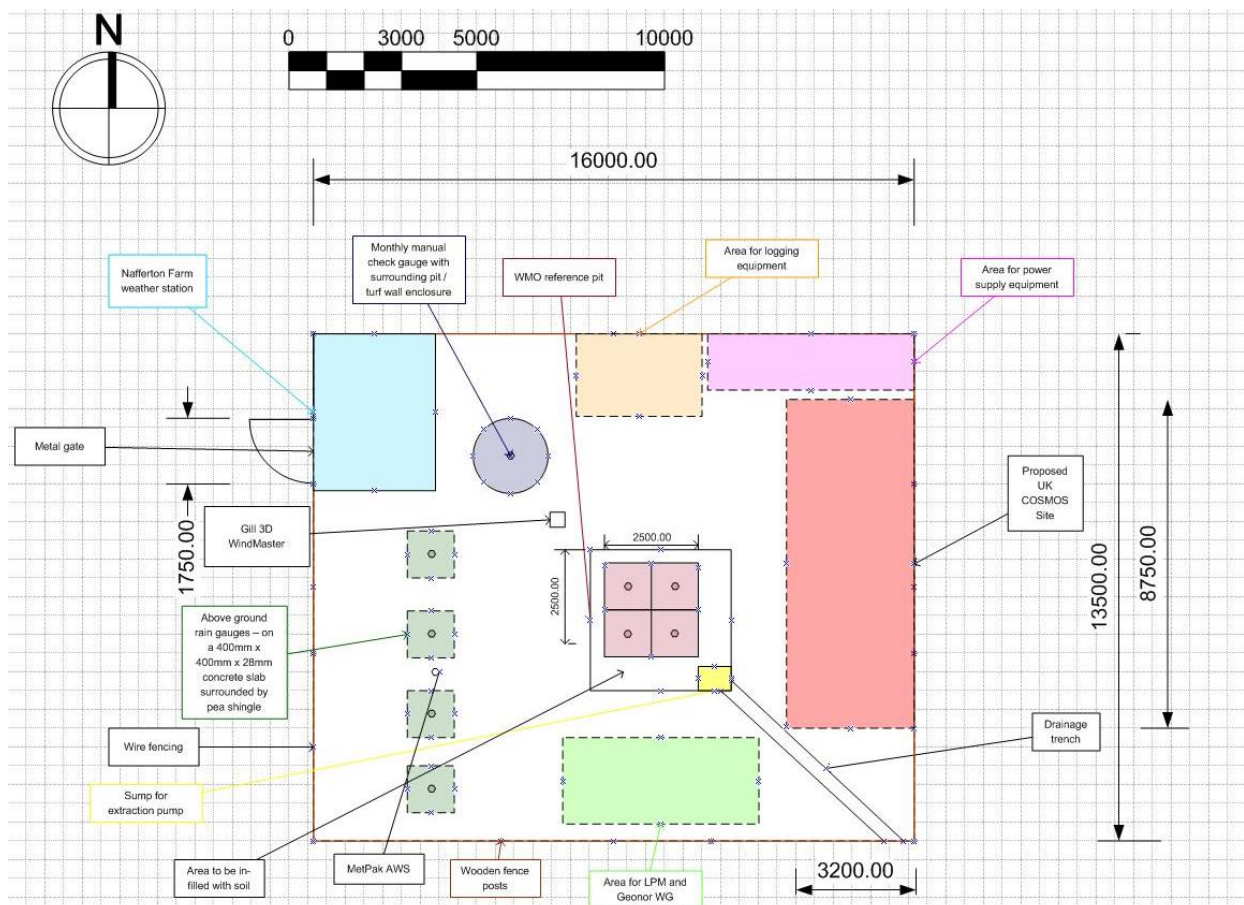 N
0 3000 5000 10000
16000.00
Nafferton Farm
weather station
Monthly manual
check gauge with
surrounding pit /
turf wall enclosure
WMO reference pit
Area for logging
equipment
Area for power
supply equipment
Metal gate
1750.00
Gill 3D
WindMaster
2500.00
2500.00
Proposed
UK
COSMOS
Site
13500.00
8750.00
Above ground
rain gauges – on
a 400mm x
400mm x 28mm
concrete slab
surrounded by
pea shingle
Wire fencing
Drainage
trench
Sump for
extraction pump
Area to be in-
filled with soil
MetPak AWS
Wooden fence
posts
Area for LPM and
Geonor WG
3200.00